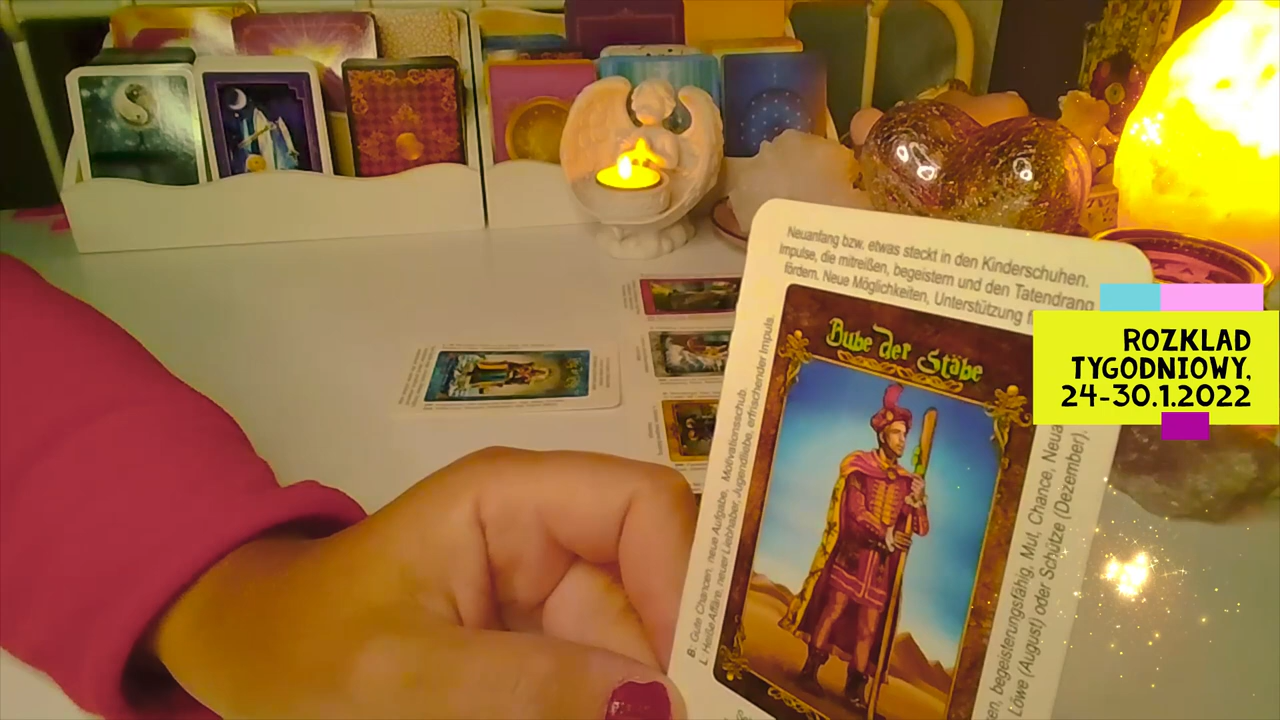 Neuanfang bzw. etwas steckt in den Kinderschuhen.
Impulse, die mitreißen, begeistern und den Tatendrang
fördern. Neue Möglichkeiten, Unterstützung
Bube der Stäbe
B: Gute Chancen, neue Aufgabe, Motivationsschub.
L: Heiße Affäre, neuer Liebhaber, Jugendliebe, erfrischender Impuls.
begeisterungsfähig, Mut, Chance,
Löwe (August) oder Schütze (Dezember).
ROZKLAD
TYGODNIOWY.
24-30.1.2022